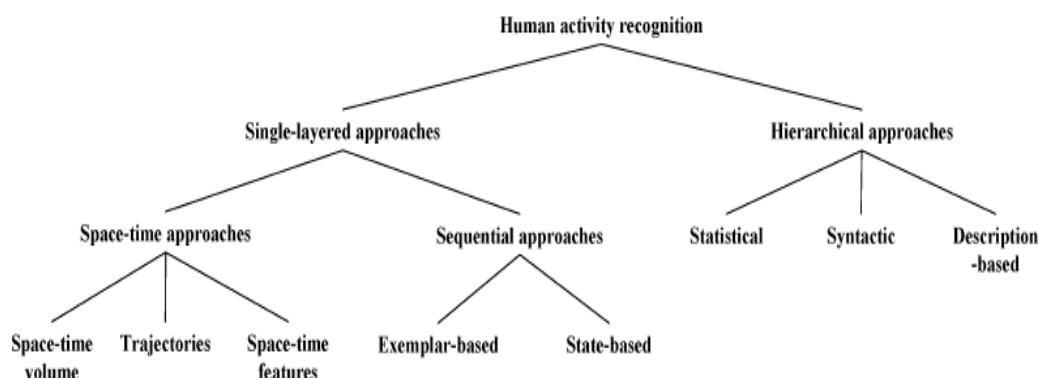 Human activity recognition
Single-layered approaches
Hierarchical approaches
Space-time approaches
Sequential approaches
Statistical
Syntactic
Description
-based
Space-time
volume
Trajectories
Space-time
features
Exemplar-based
State-based